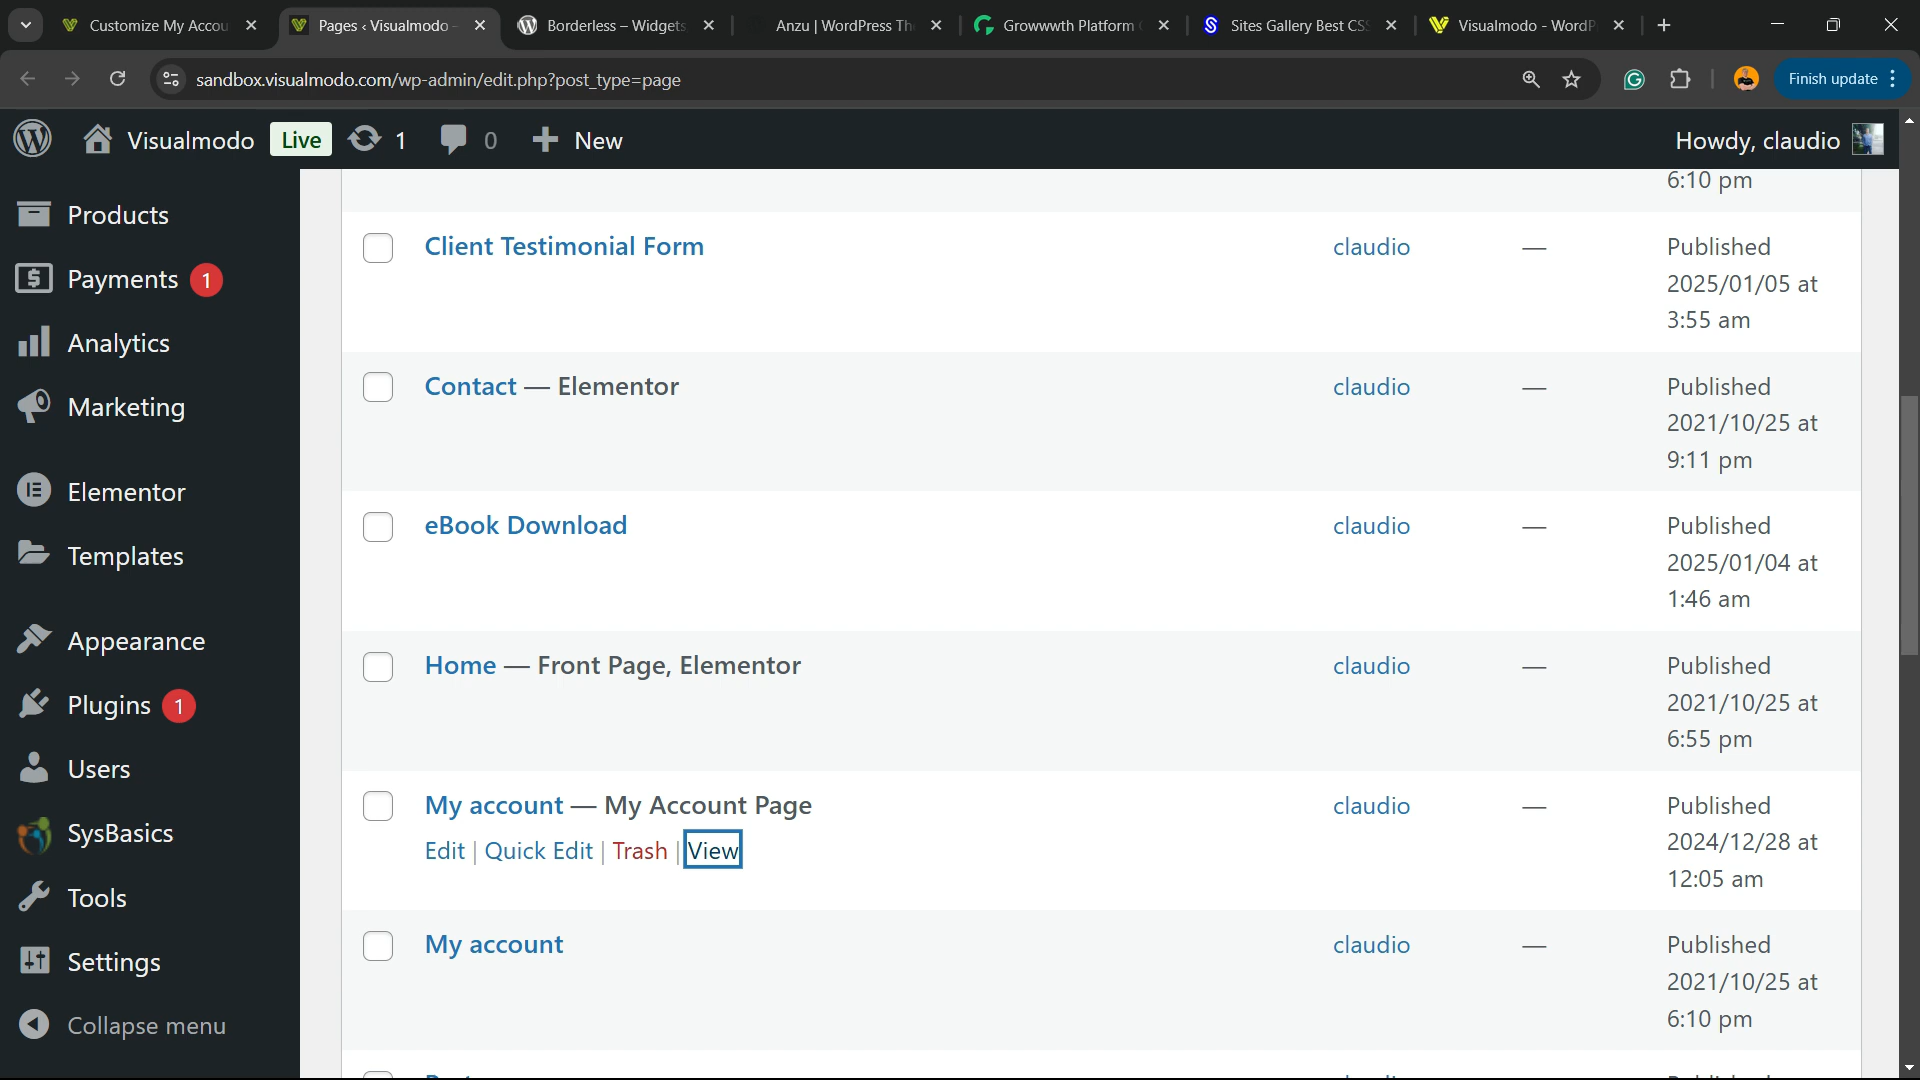 Customize My Accou
Pages ‹ Visualmodo
Borderless – Widgets
Anzu | WordPress Th
Growwwth Platform
Sites Gallery Best CSS
Visualmodo - WordP
sandbox.visualmodo.com/wp-admin/edit.php?post_type=page
Finish update
Visualmodo
Live
1
0
New
Howdy, claudio
Products
Payments 1
Analytics
Marketing
Elementor
Templates
Appearance
Plugins 1
Users
SysBasics
Tools
Settings
Collapse menu
6:10 pm
Client Testimonial Form
claudio
—
Published
2025/01/05 at
3:55 am
Contact — Elementor
claudio
—
Published
2021/10/25 at
9:11 pm
eBook Download
claudio
—
Published
2025/01/04 at
1:46 am
Home — Front Page, Elementor
claudio
—
Published
2021/10/25 at
6:55 pm
My account — My Account Page
Edit | Quick Edit | Trash | View
claudio
—
Published
2024/12/28 at
12:05 am
My account
claudio
—
Published
2021/10/25 at
6:10 pm